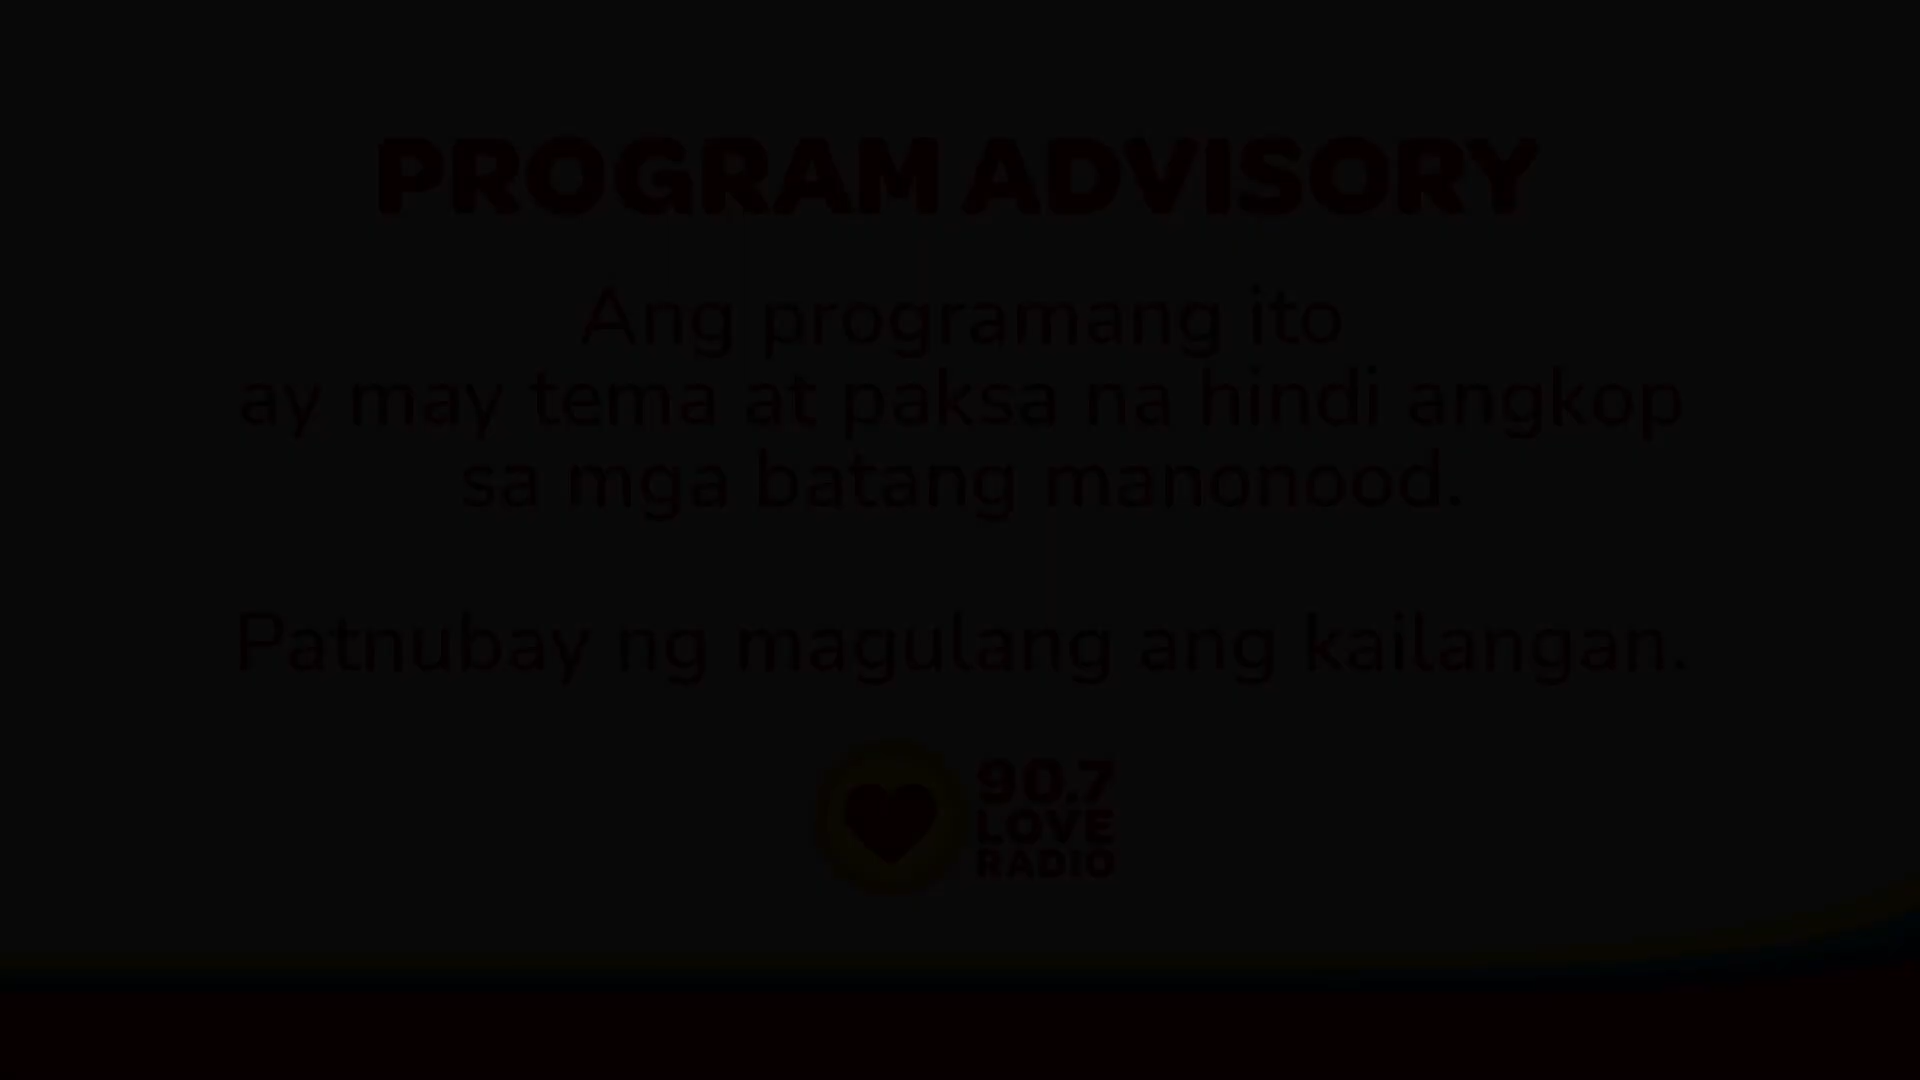 PROGRAM ADVISORY
Ang programang ito
ay may tema at paksa na hindi angkop
sa mga batang manonood.
Patnubay ng magulang ang kailangan.
90.7
LOVE
RADIO